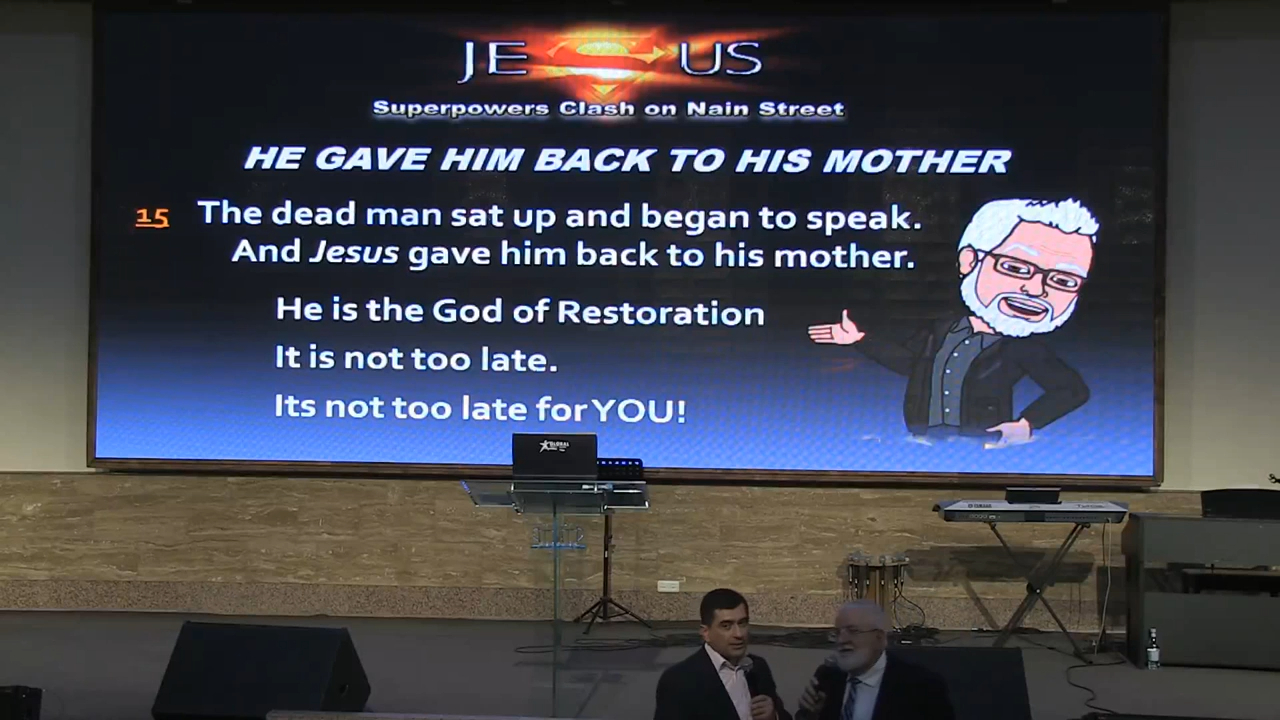 JESUS
Superpowers Clash on Nain Street
HE GAVE HIM BACK TO HIS MOTHER
15 The dead man sat up and began to speak.
And Jesus gave him back to his mother.
He is the God of Restoration
It is not too late.
Its not too late for YOU!
GLOBAL
YAMAHA